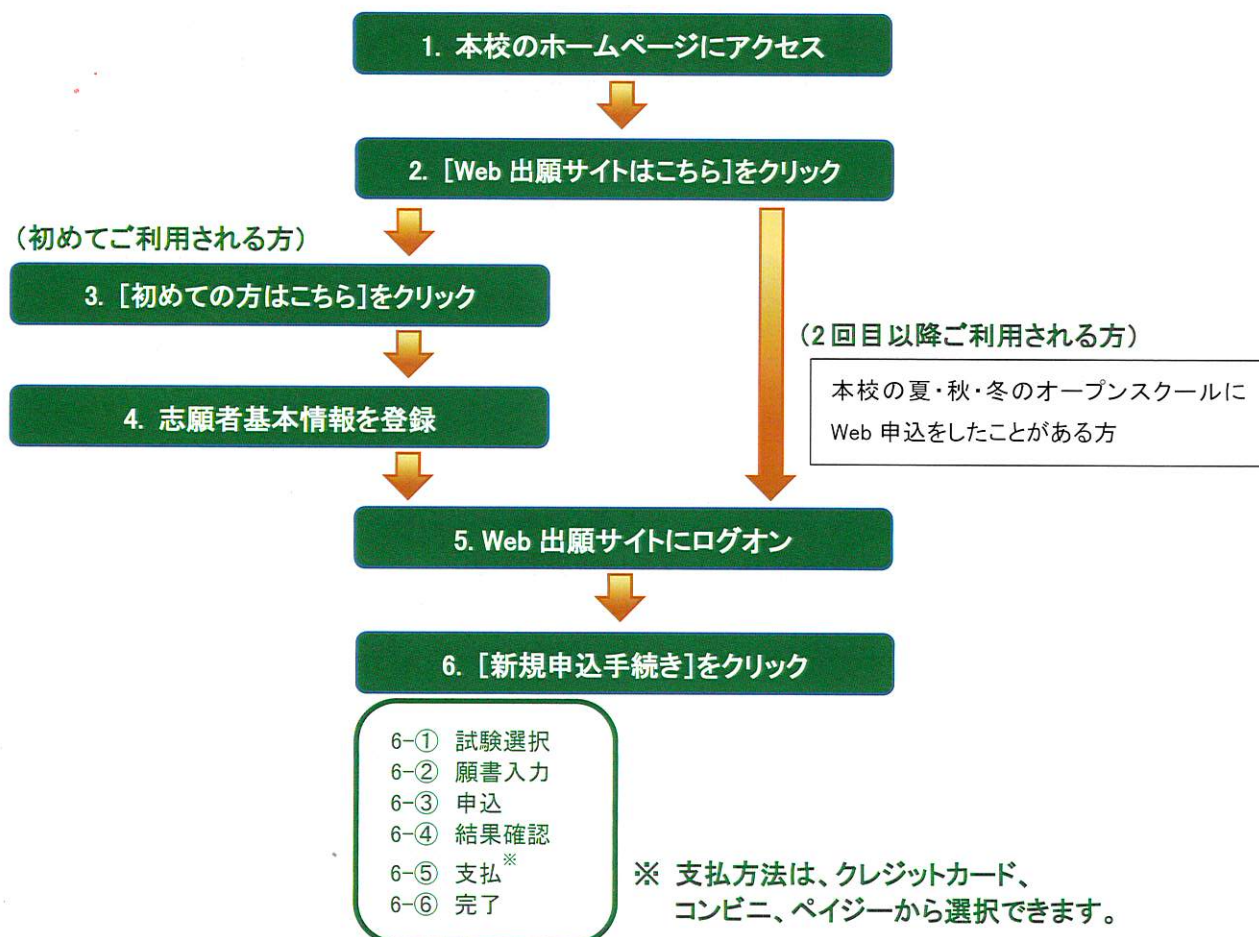 1. 本校のホームページにアクセス
2. [Web 出願サイトはこちら]をクリック
(初めてご利用される方)
3. [初めての方はこちら]をクリック
4. 志願者基本情報を登録
(2回目以降ご利用される方)
本校の夏・秋・冬のオープンスクールに
Web 申込をしたことがある方
5. Web 出願サイトにログオン
6. [新規申込手続き]をクリック
6-① 試験選択
6-② 願書入力
6-③ 申込
6-④ 結果確認
6-⑤ 支払※
6-⑥ 完了
※ 支払方法は、クレジットカード、
コンビニ、ペイジーから選択できます。